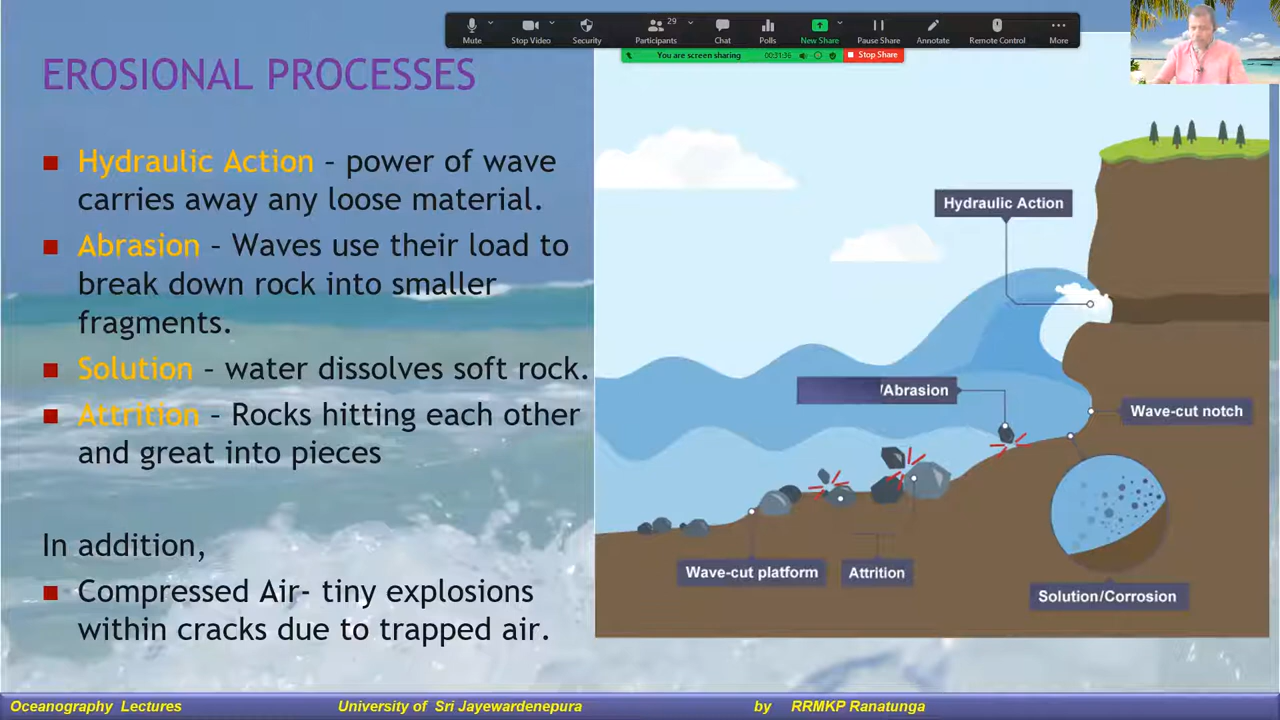 Mute
Stop Video
Security
Participants
29
Chat
Polls
New Share
Pause Share
Annotate
Remote Control
More
You are screen sharing
00:31:36
Stop Share
EROSIONAL PROCESSES
Hydraulic Action – power of wave
carries away any loose material.
Abrasion – Waves use their load to
break down rock into smaller
fragments.
Solution – water dissolves soft rock.
Attrition – Rocks hitting each other
and great into pieces
In addition,
Compressed Air- tiny explosions
within cracks due to trapped air.
Hydraulic Action
/Abrasion
Wave-cut notch
Wave-cut platform
Attrition
Solution/Corrosion
Oceanography Lectures
University of Sri Jayewardenepura
by RRMKP Ranatunga